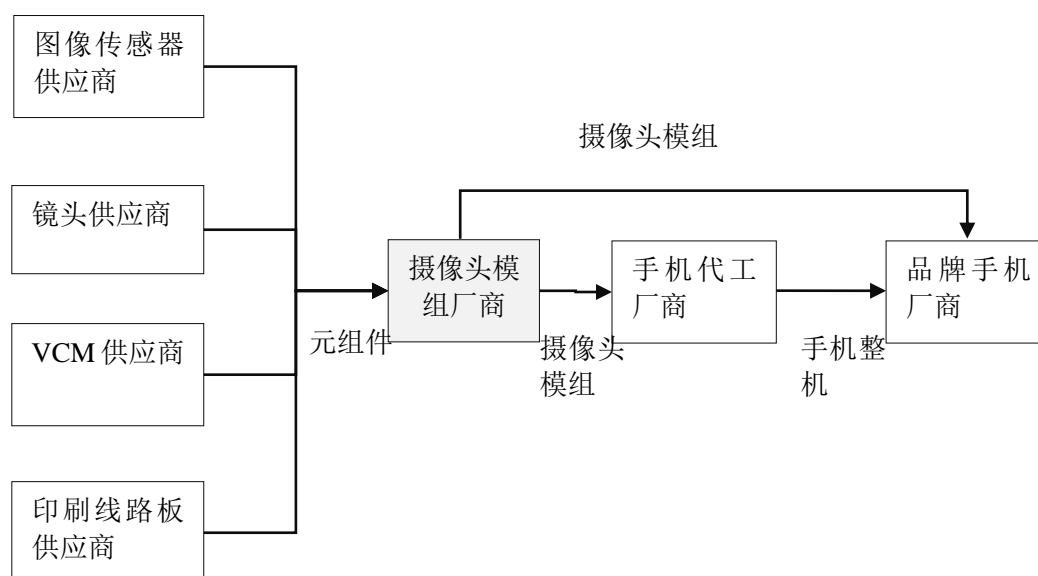 图像传感器
供应商
摄像头模组
镜头供应商
摄像头模
组厂商
手机代工
厂商
品牌手机
厂商
元组件
摄像头
模组
手机整
机
VCM 供应商
印刷线路板
供应商